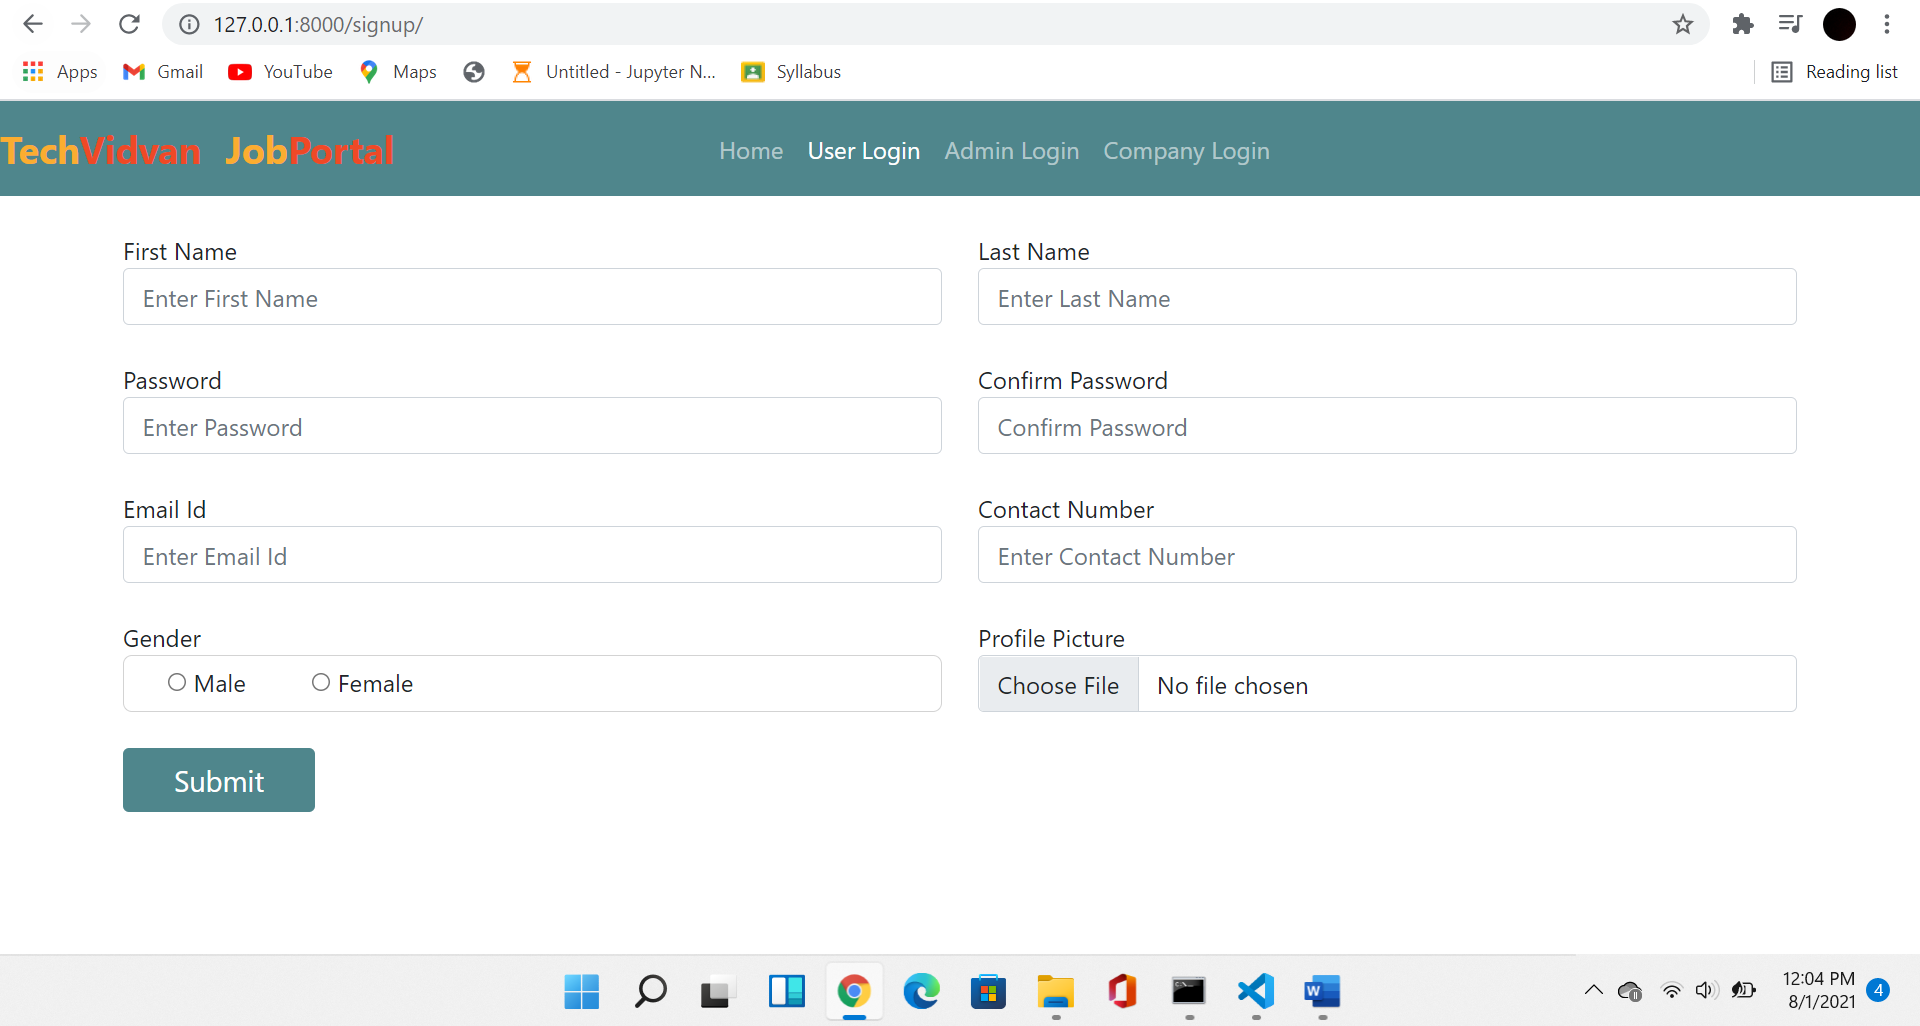 127.0.0.1:8000/signup/
Apps Gmail YouTube Maps Untitled - Jupyter N... Syllabus Reading list
TechVidvan JobPortal Home User Login Admin Login Company Login
First Name Last Name
Enter First Name Enter Last Name
Password Confirm Password
Enter Password Confirm Password
Email Id Contact Number
Enter Email Id Enter Contact Number
Gender Profile Picture
Male Female Choose File No file chosen
Submit
12:04 PM
8/1/2021 4